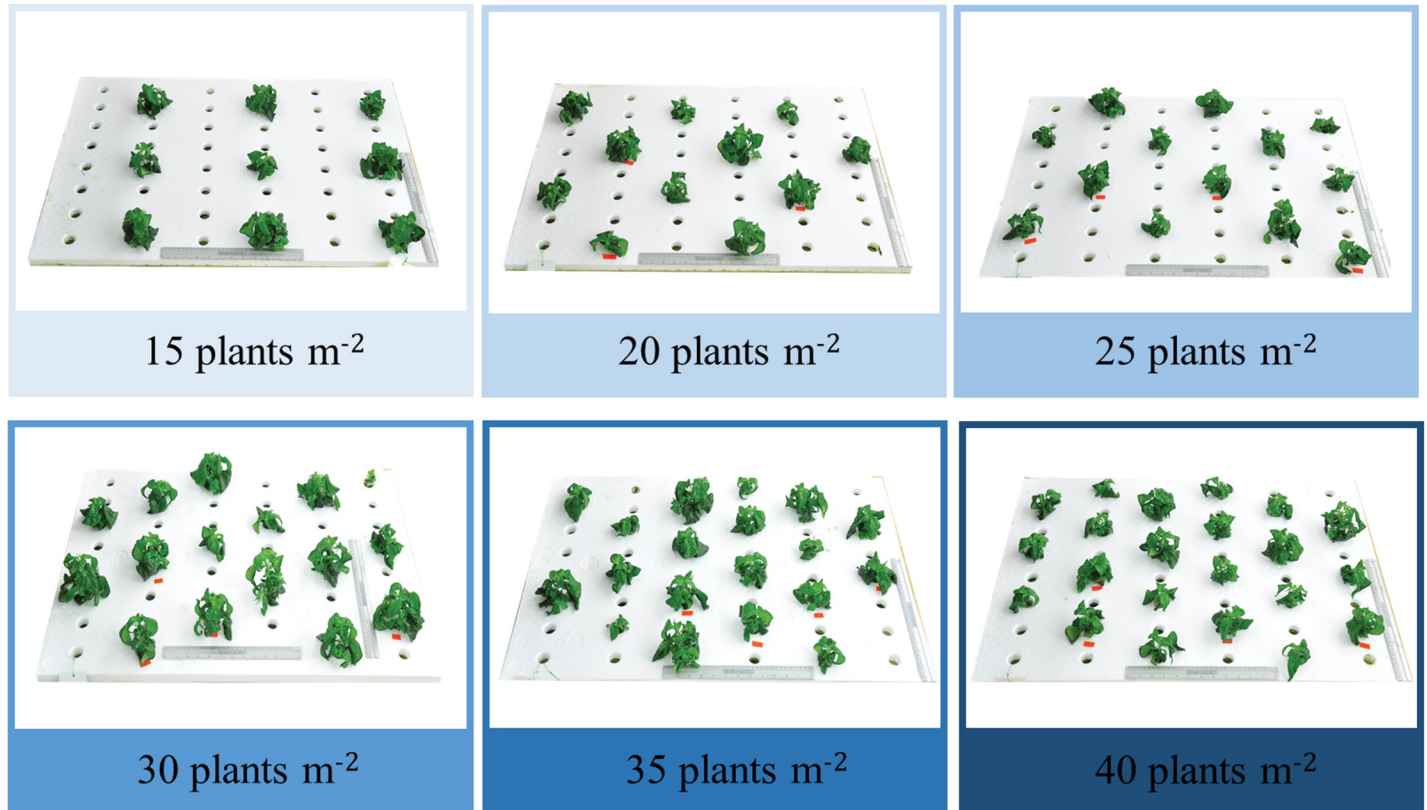 15 plants m⁻²
20 plants m⁻²
25 plants m⁻²
30 plants m⁻²
35 plants m⁻²
40 plants m⁻²